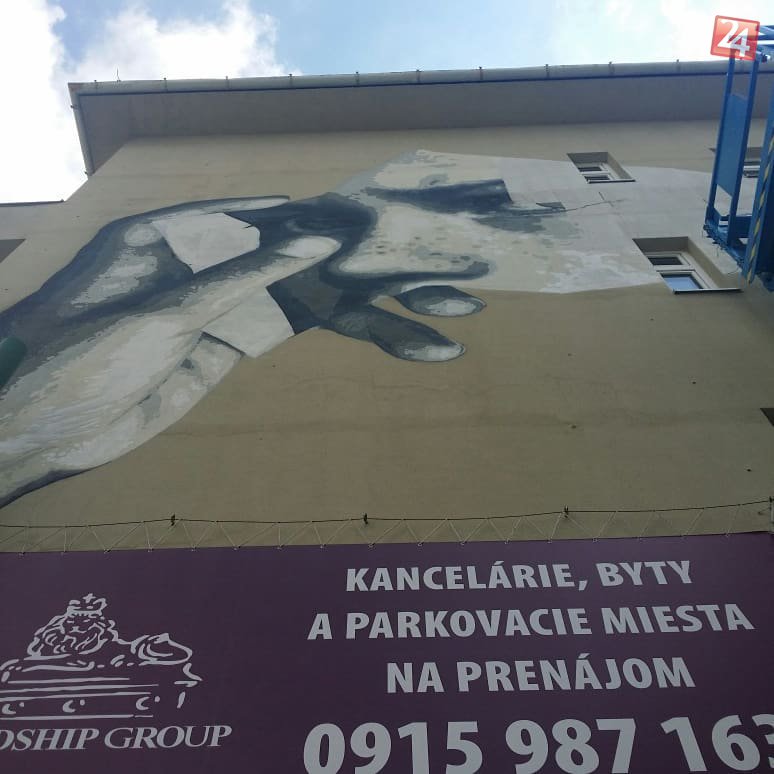 24
KANCELÁRIE, BYTY
A PARKOVACIE MIESTA
NA PRENÁJOM
0915 987 163
DSHIP GROUP